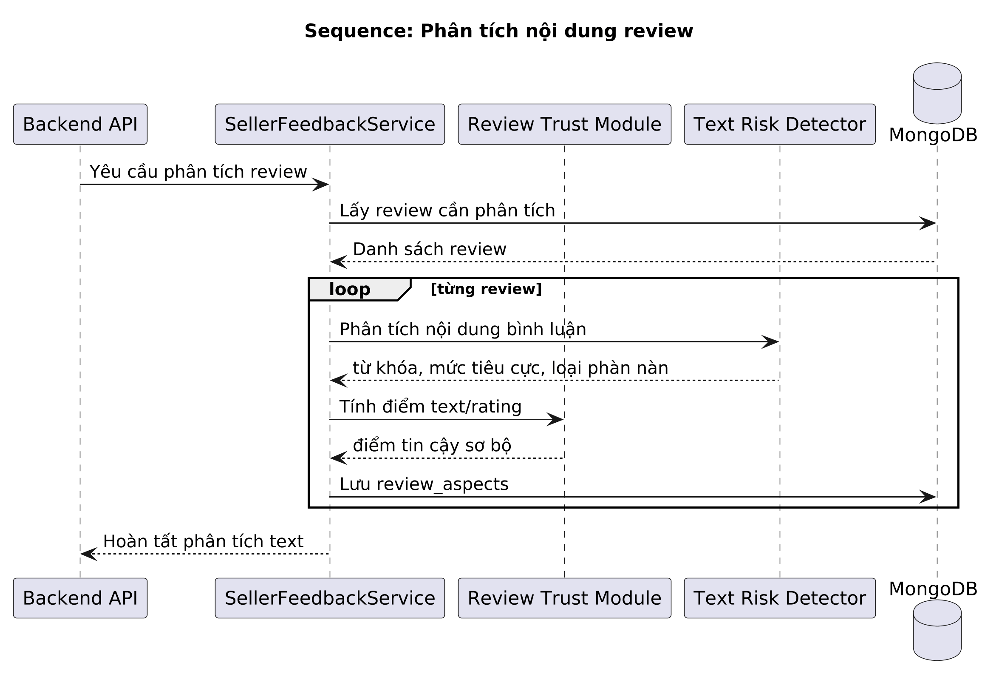 Sequence: Phân tích nội dung review
Backend API
SellerFeedbackService
Review Trust Module
Text Risk Detector
MongoDB
Yêu cầu phân tích review
Lấy review cần phân tích
Danh sách review
loop
[từng review]
Phân tích nội dung bình luận
từ khóa, mức tiêu cực, loại phàn nàn
Tính điểm text/rating
điểm tin cậy sơ bộ
Lưu review_aspects
Hoàn tất phân tích text
Backend API
SellerFeedbackService
Review Trust Module
Text Risk Detector
MongoDB